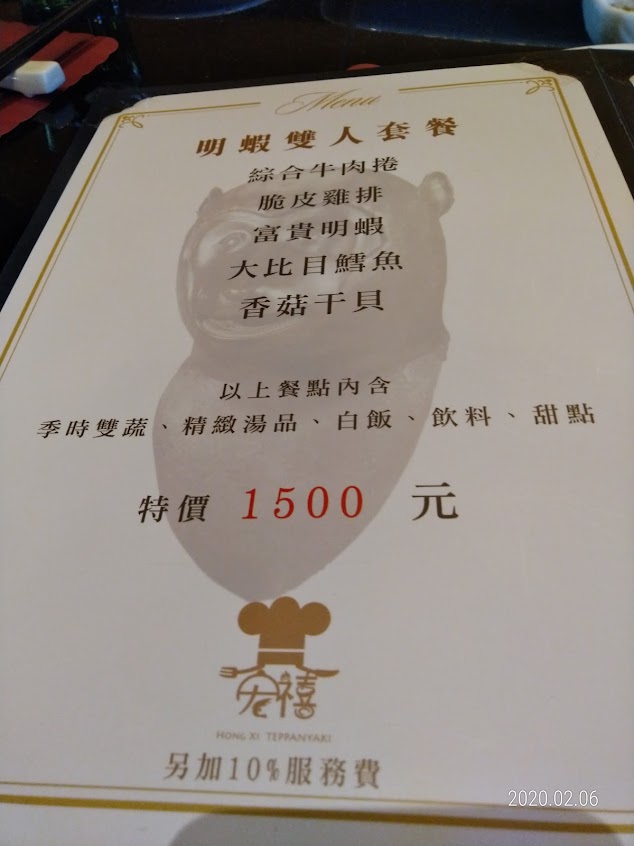 Menu
明蝦雙人套餐
綜合牛肉捲
脆皮雞排
富貴明蝦
大比目鱈魚
香菇干貝
以上餐點內含
季時雙蔬、精緻湯品、白飯、飲料、甜點
特價 1500 元
宏禧
HONG XI TEPPANYAKI
另加10%服務費
2020.02.06